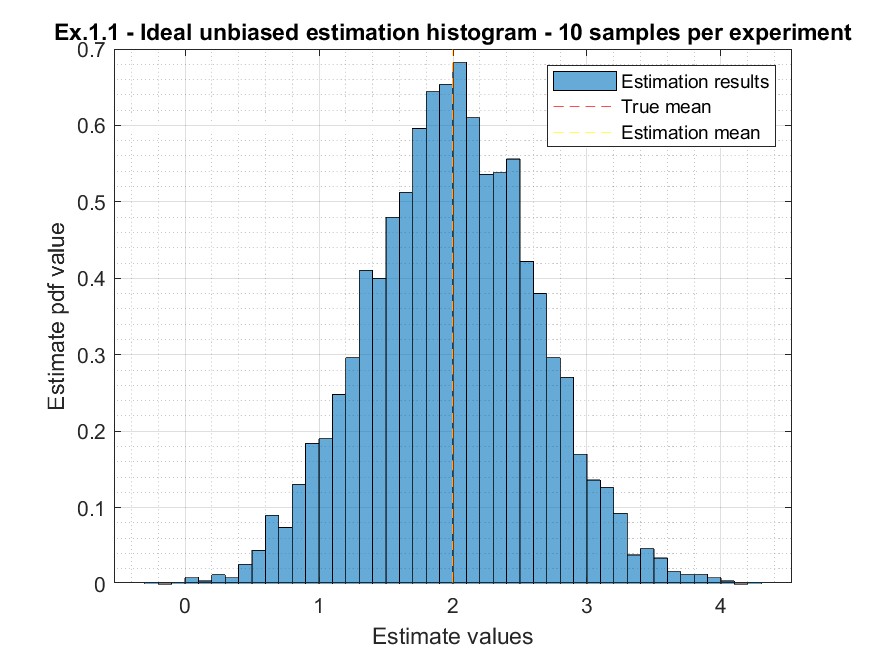 Ex.1.1 - Ideal unbiased estimation histogram - 10 samples per experiment
Estimation results
True mean
Estimation mean
Estimate pdf value
0.7
0.6
0.5
0.4
0.3
0.2
0.1
0
0 1 2 3 4
Estimate values